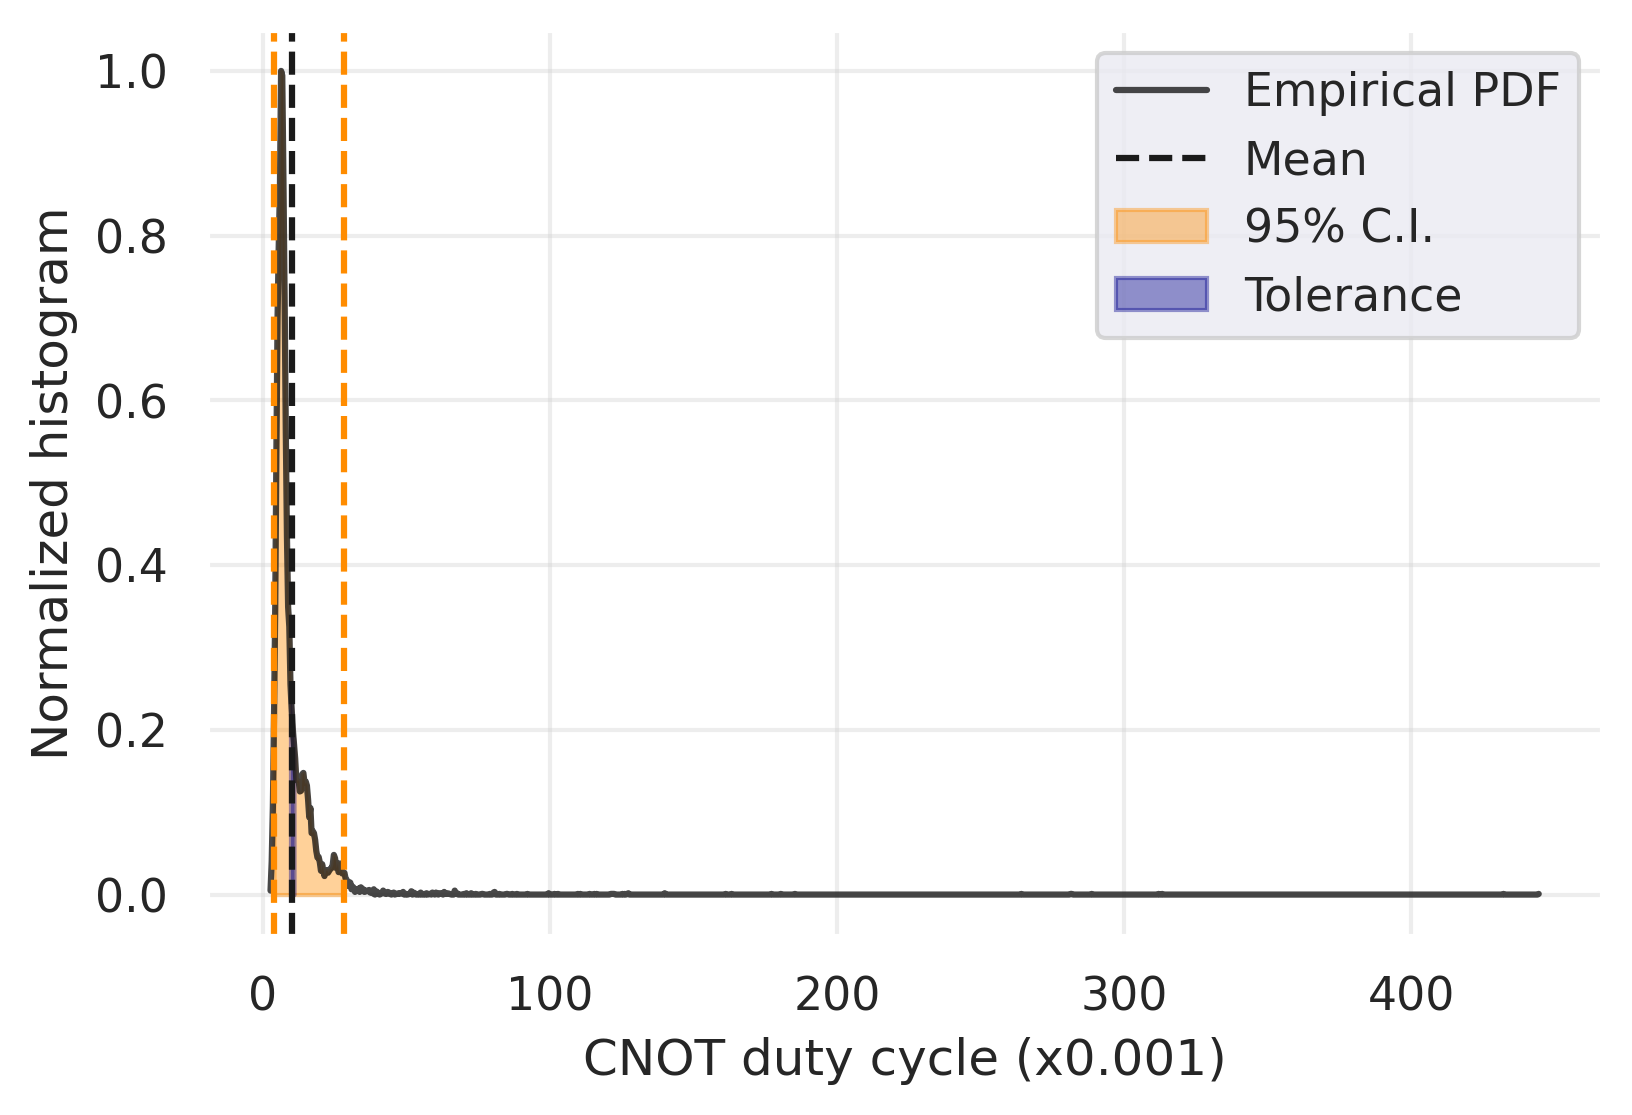 Normalized histogram
1.0
0.8
0.6
0.4
0.2
0.0
Empirical PDF
Mean
95% C.I.
Tolerance
0 100 200 300 400
CNOT duty cycle (x0.001)